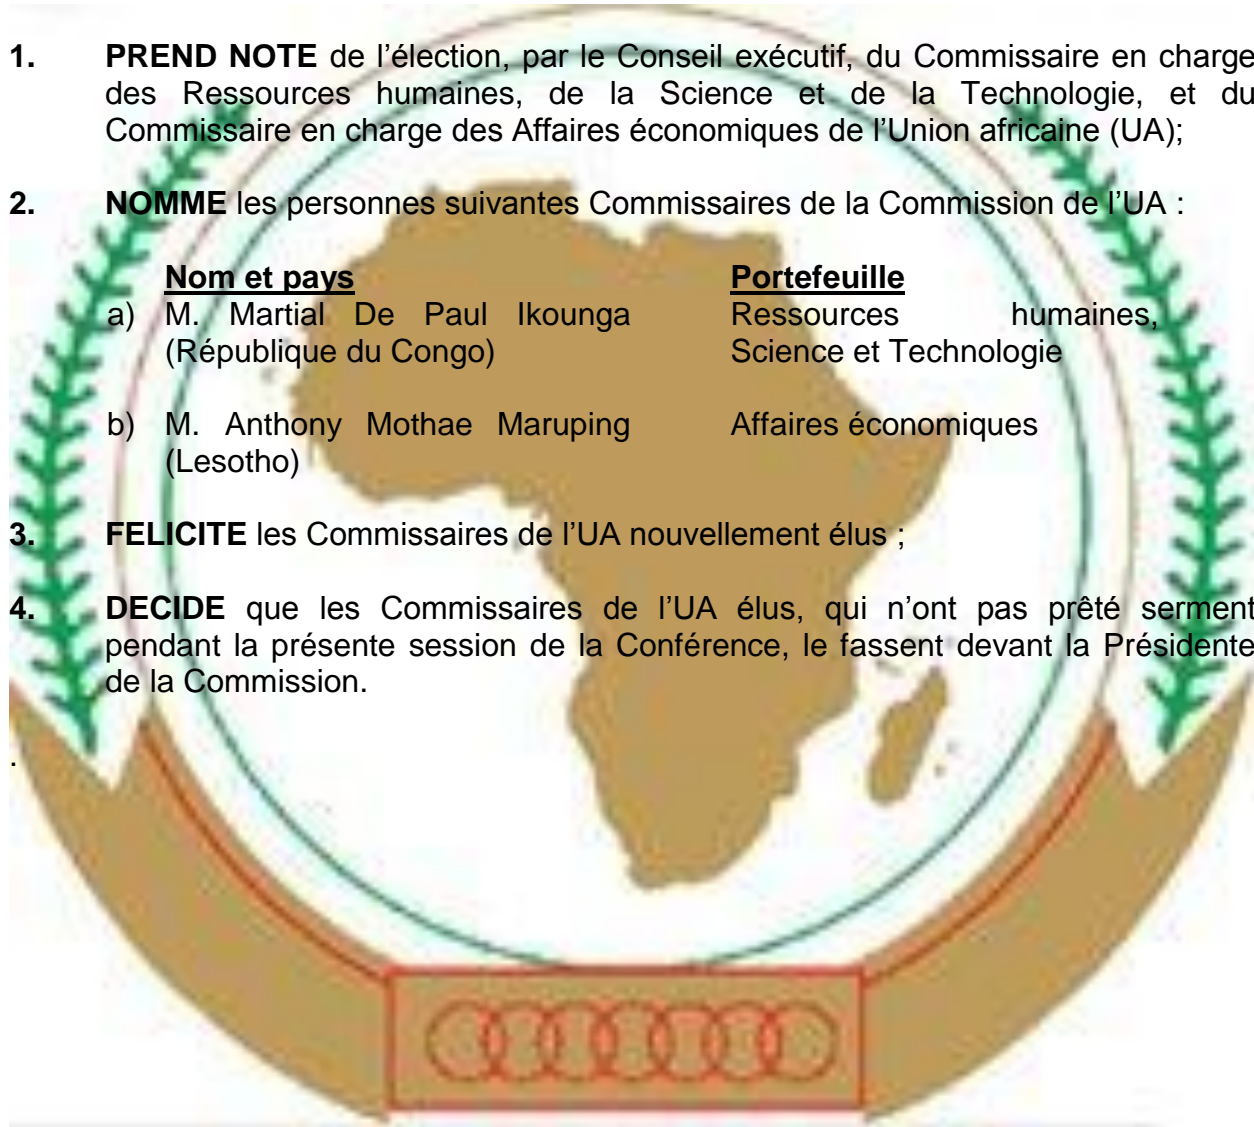 1. PREND NOTE de l’élection, par le Conseil exécutif, du Commissaire en charge
des Ressources humaines, de la Science et de la Technologie, et du
Commissaire en charge des Affaires économiques de l’Union africaine (UA);
2. NOMME les personnes suivantes Commissaires de la Commission de l’UA :
Nom et pays Portefeuille
a) M. Martial De Paul Ikounga Ressources humaines,
(République du Congo) Science et Technologie
b) M. Anthony Mothae Maruping Affaires économiques
(Lesotho)
3. FELICITE les Commissaires de l’UA nouvellement élus ;
4. DECIDE que les Commissaires de l’UA élus, qui n’ont pas prêté serment
pendant la présente session de la Conférence, le fassent devant la Présidente
de la Commission.
.